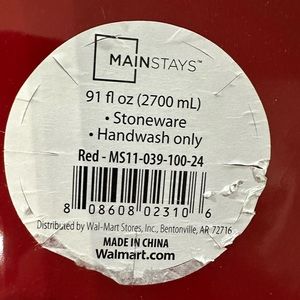 MAINSTAYS™
91 fl oz (2700 mL)
• Stoneware
• Handwash only
Red - MS11-039-100-24
8 08608 02310 6
Distributed by Wal-Mart Stores, Inc., Bentonville, AR 72716
MADE IN CHINA
Walmart.com